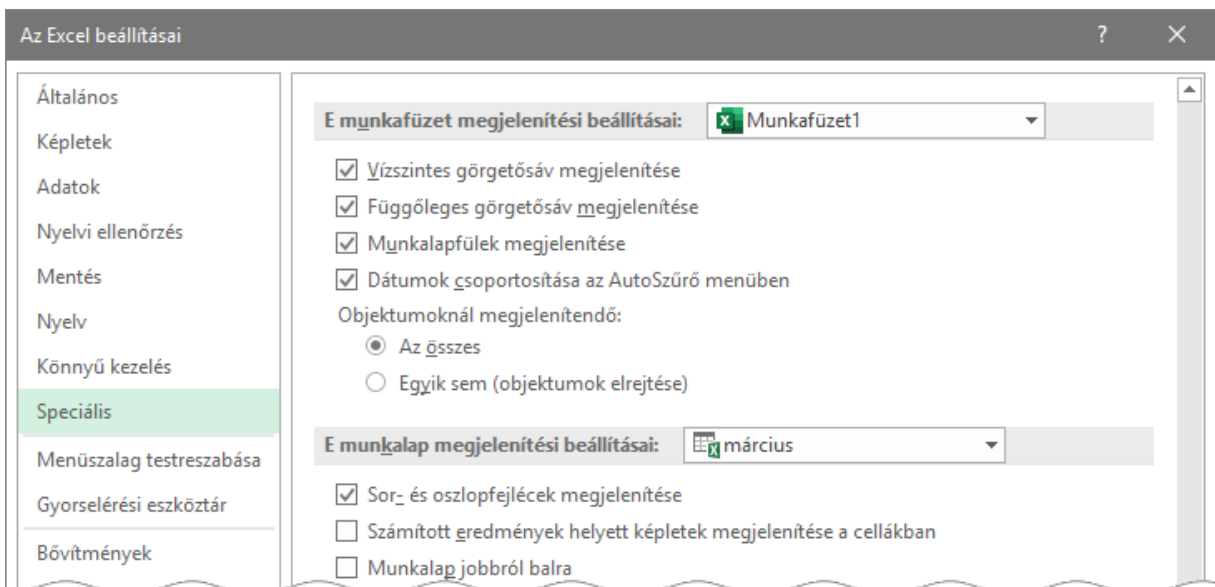 Az Excel beállításai
?
Általános
Képletek
Adatok
Nyelvi ellenőrzés
Mentés
Nyelv
Könnyű kezelés
Speciális
Menüszalag testreszabása
Gyorselérési eszköztár
Bővítmények
E munkafüzet megjelenítési beállításai: Munkafüzet1
Vízszintes görgetősáv megjelenítése
Függőleges görgetősáv megjelenítése
Munkalapfülek megjelenítése
Dátumok csoportosítása az AutoSzűrő menüben
Objektumoknál megjelenítendő:
Az összes
Egyik sem (objektumok elrejtése)
E munkalap megjelenítési beállításai: március
Sor- és oszlopfejlécek megjelenítése
Számított eredmények helyett képletek megjelenítése a cellákban
Munkalap jobbról balra